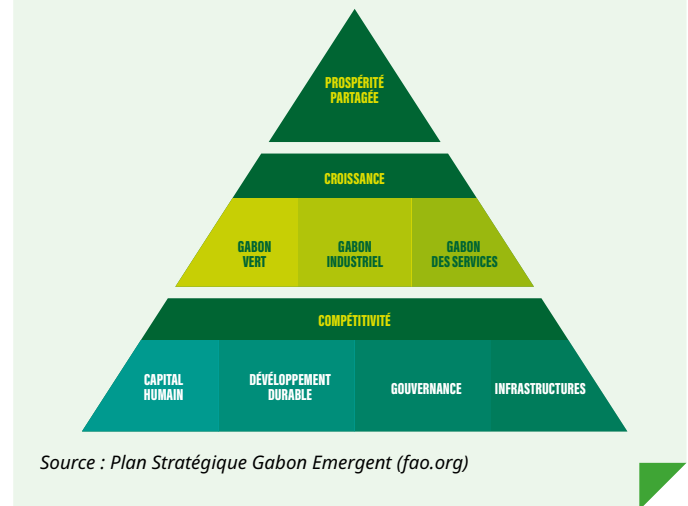 PROSPÉRITÉ
PARTAGÉE
CROISSANCE
GABON
VERT
GABON
INDUSTRIEL
GABON
DES SERVICES
COMPÉTITIVITÉ
CAPITAL
HUMAIN
DÉVÉLOPPEMENT
DURABLE
GOUVERNANCE
INFRASTRUCTURES
Source : Plan Stratégique Gabon Emergent (fao.org)